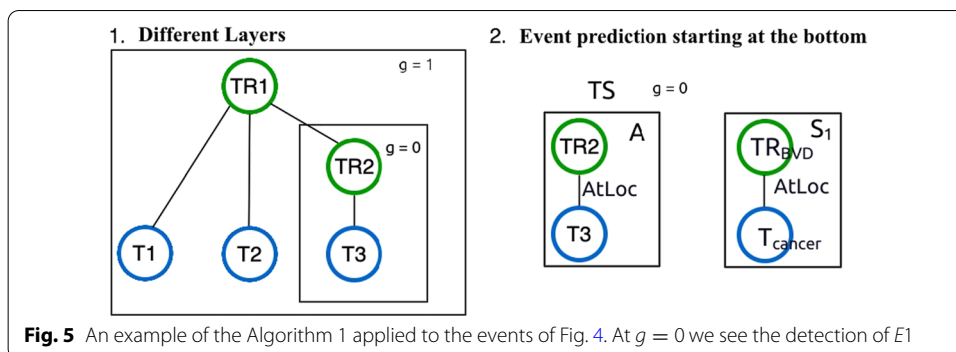 1. Different Layers
g = 1
TR1
g = 0
TR2
T1
T2
T3
2. Event prediction starting at the bottom
TS g = 0
TR2
A
AtLoc
T3
TR_BVD
S₁
AtLoc
T_cancer
Fig. 5 An example of the Algorithm 1 applied to the events of Fig. 4. At g = 0 we see the detection of E1